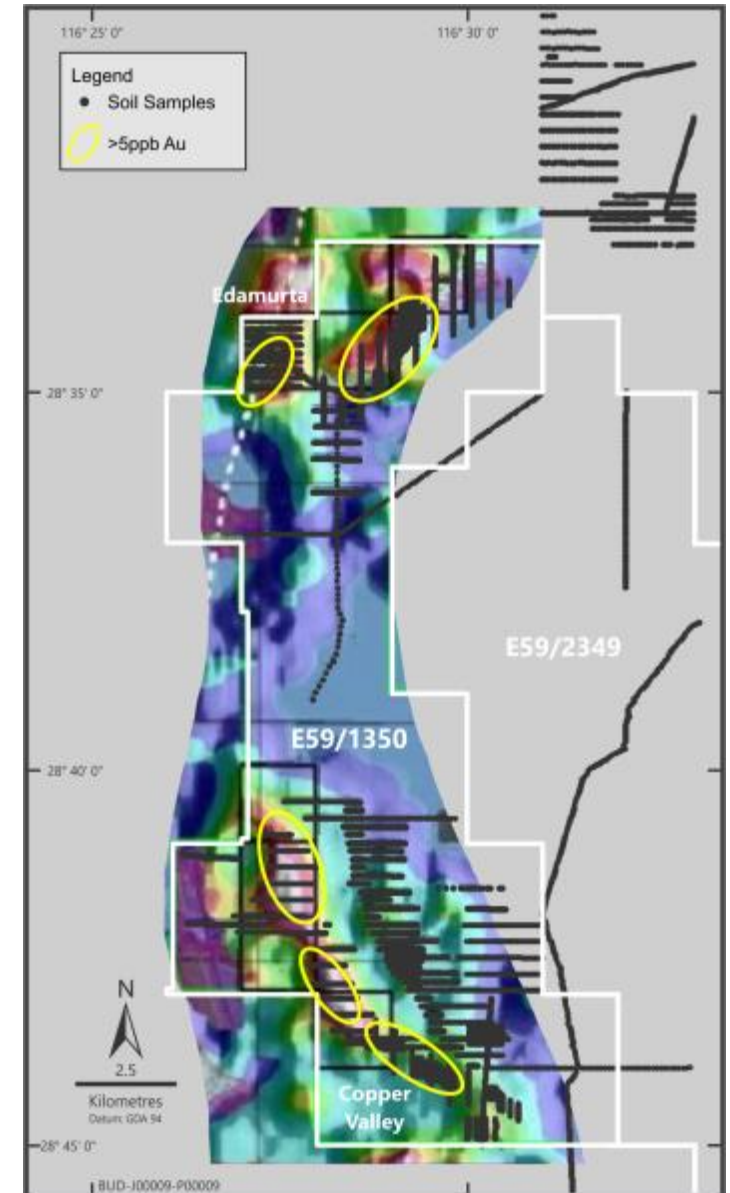 116° 25' 0"
116° 30' 0"
Legend
Soil Samples
>5ppb Au
Edamurta
28° 35' 0"
E59/2349
E59/1350
28° 40' 0"
N
2.5
Kilometres
Datum: GDA 94
Copper
Valley
28° 45' 0"
BUD-J00009-P00009